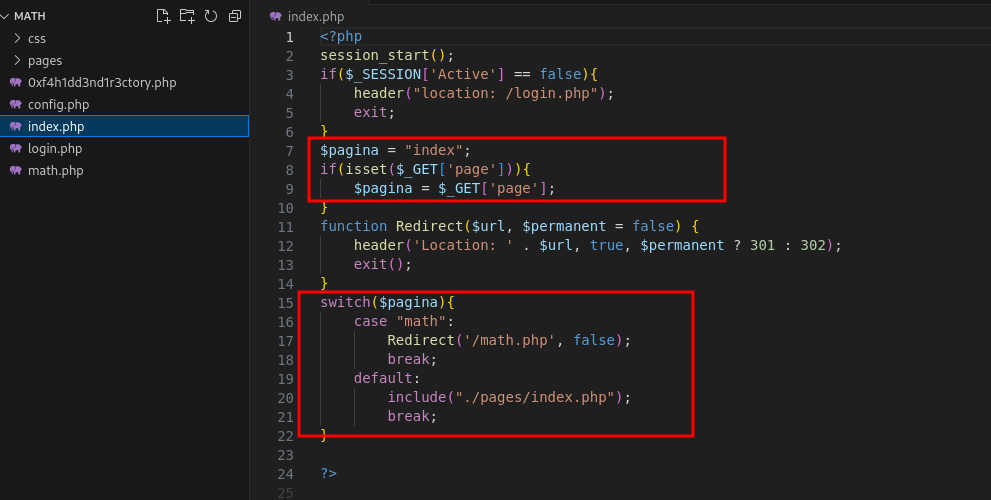 MATH
css
pages
0xf4h1dd3nd1r3ctory.php
config.php
index.php
login.php
math.php
index.php
1 <?php
2 session_start();
3 if($_SESSION['Active'] == false){
4     header("location: /login.php");
5     exit;
6 }
7 $pagina = "index";
8 if(isset($_GET['page'])){
9     $pagina = $_GET['page'];
10 }
11 function Redirect($url, $permanent = false) {
12     header('Location: ' . $url, true, $permanent ? 301 : 302);
13     exit();
14 }
15 switch($pagina){
16     case "math":
17         Redirect('/math.php', false);
18         break;
19     default:
20         include("./pages/index.php");
21         break;
22 }
23
24 ?>
25